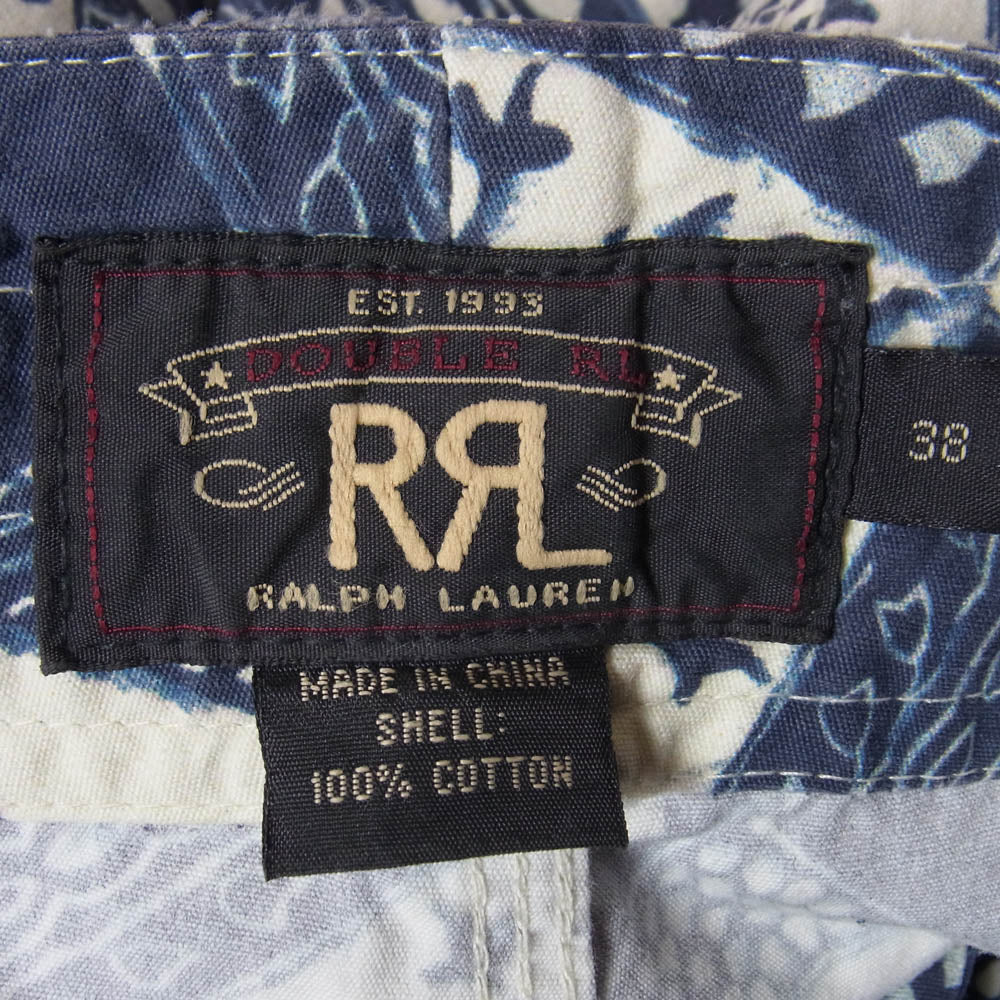 EST. 1993
DOUBLE RL
RRL
RALPH LAUREN
38
MADE IN CHINA
SHELL:
100% COTTON